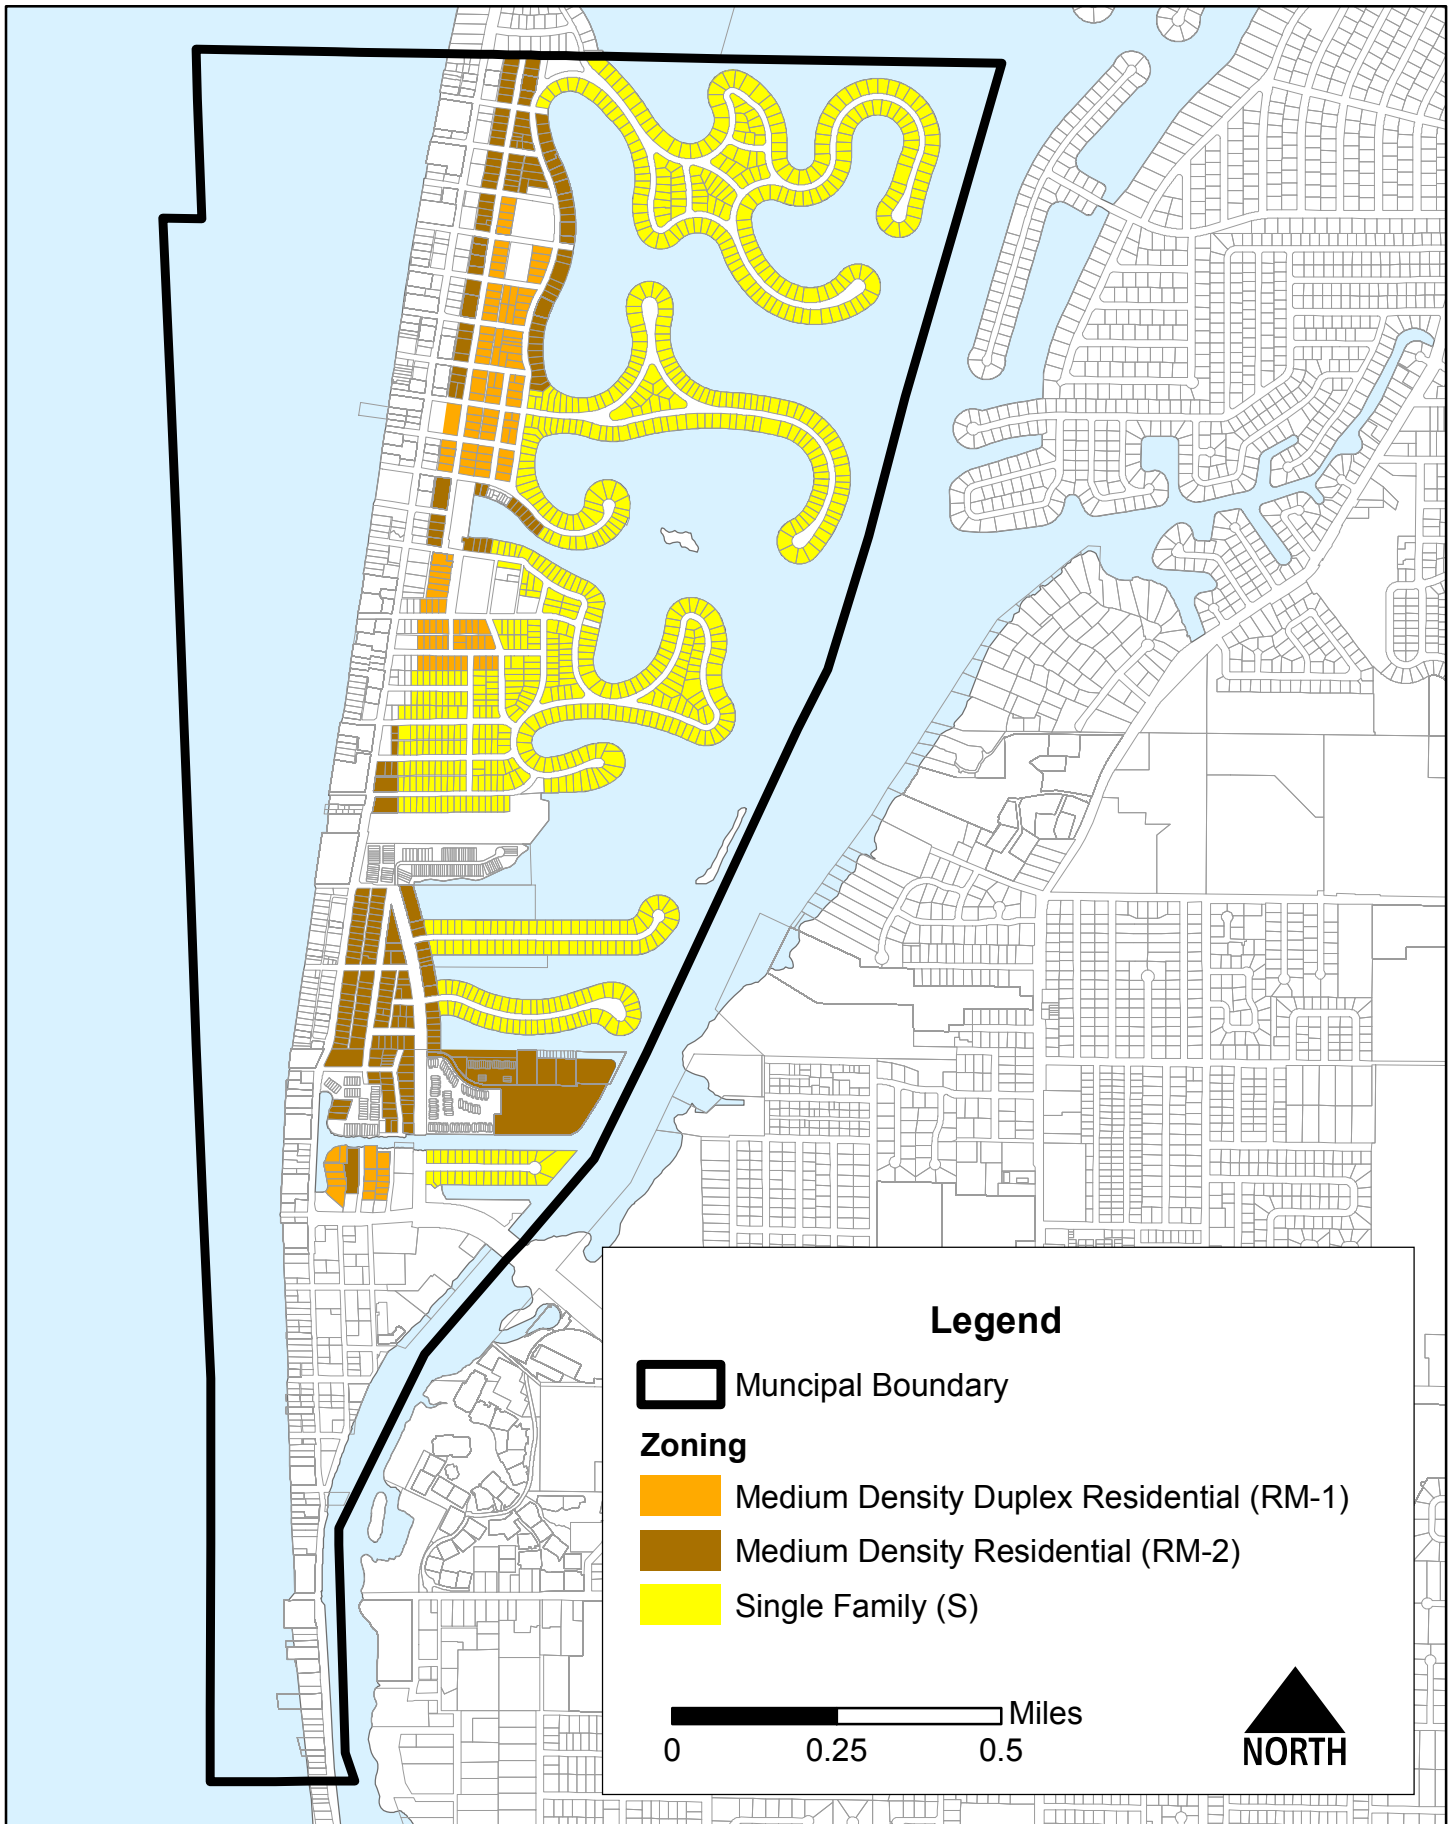 Legend
Muncipal Boundary
Zoning
Medium Density Duplex Residential (RM-1)
Medium Density Residential (RM-2)
Single Family (S)
Miles
0 0.25 0.5
NORTH